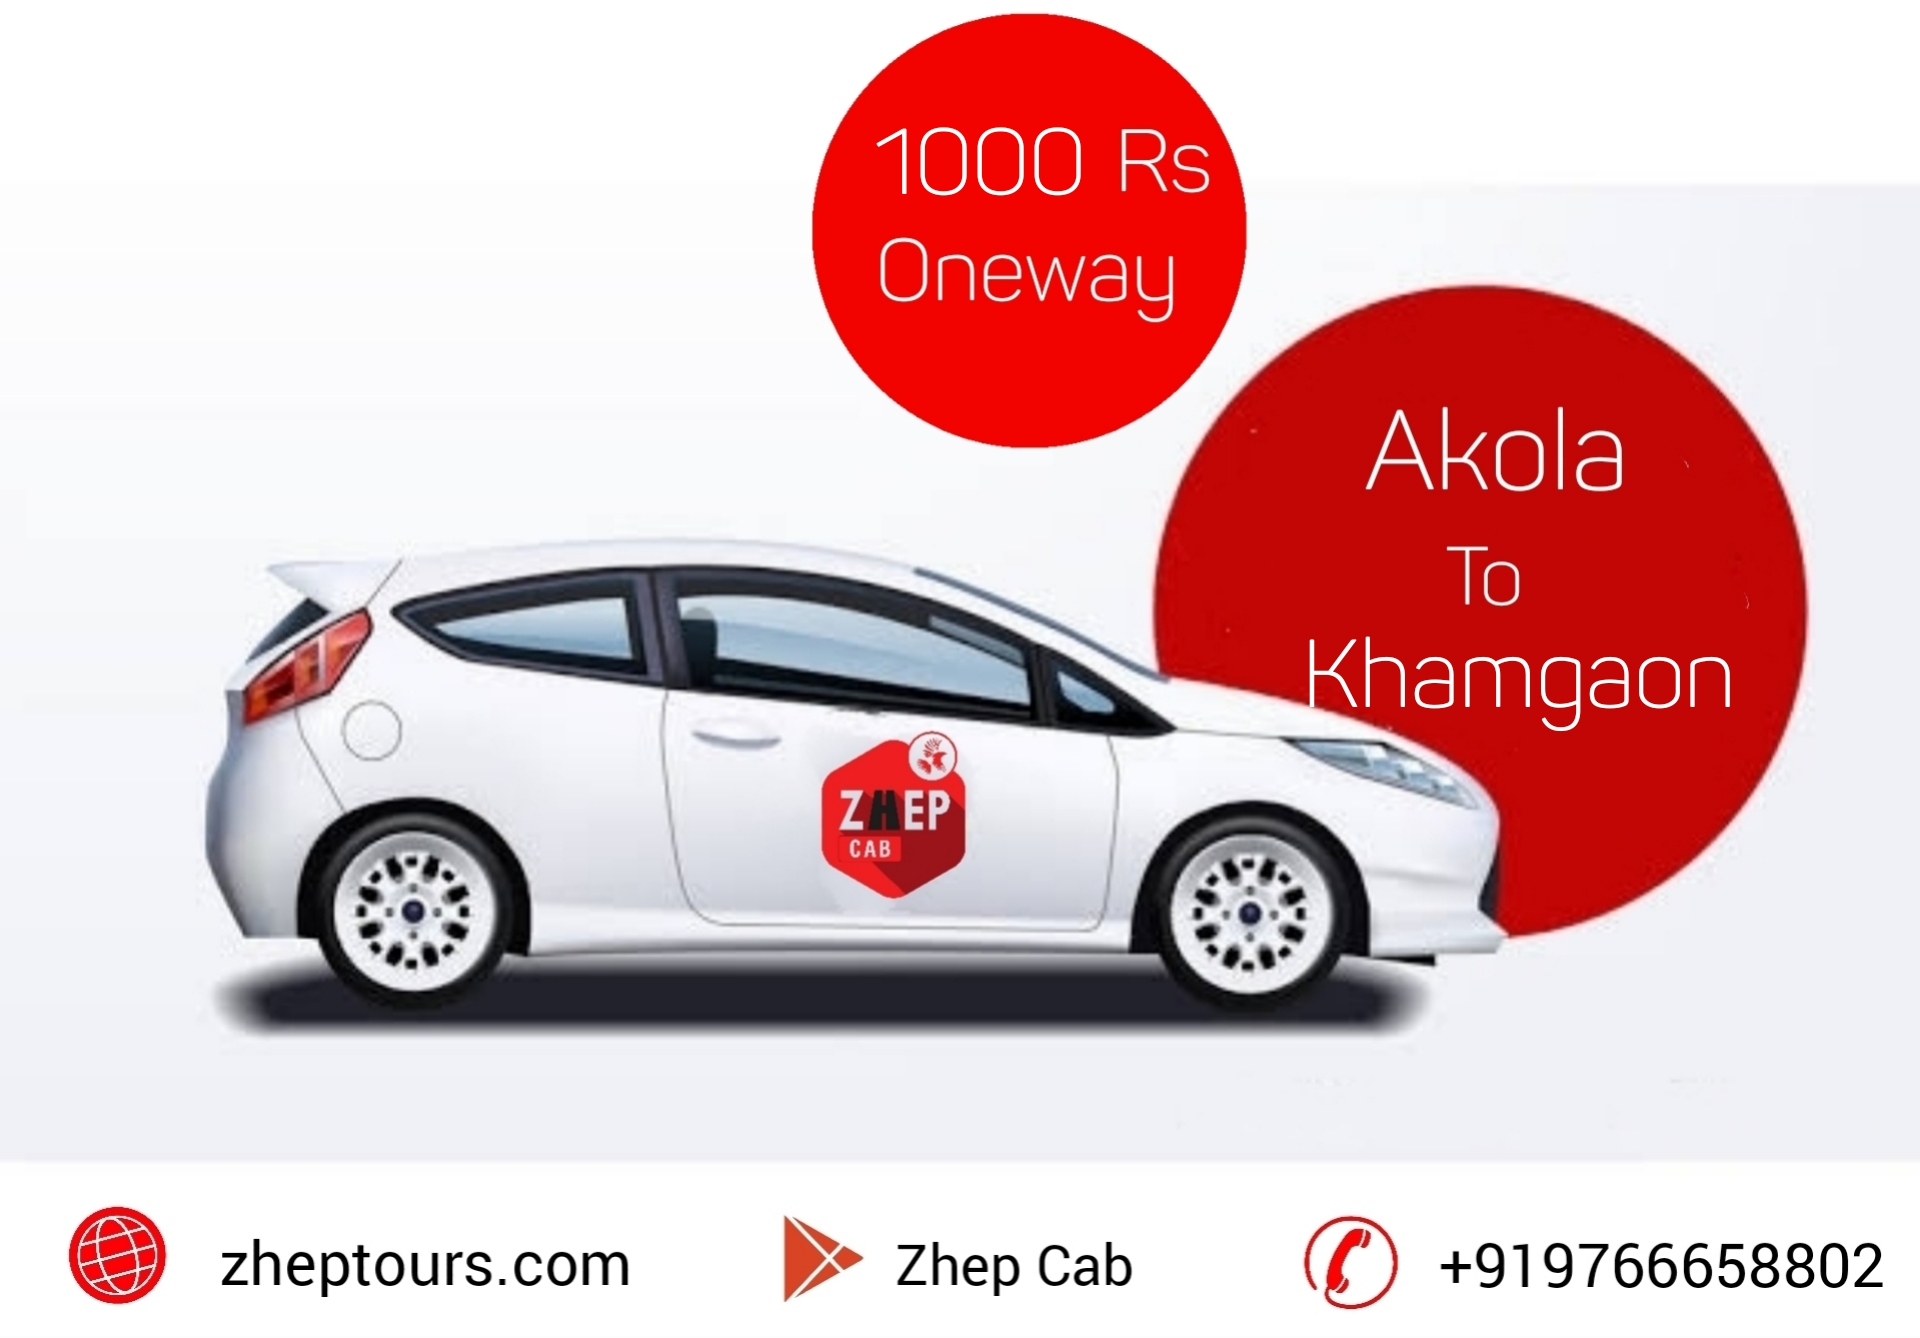 1000 Rs
Oneway
Akola
To
Khamgaon
ZHEP
CAB
zheptours.com
Zhep Cab
+919766658802